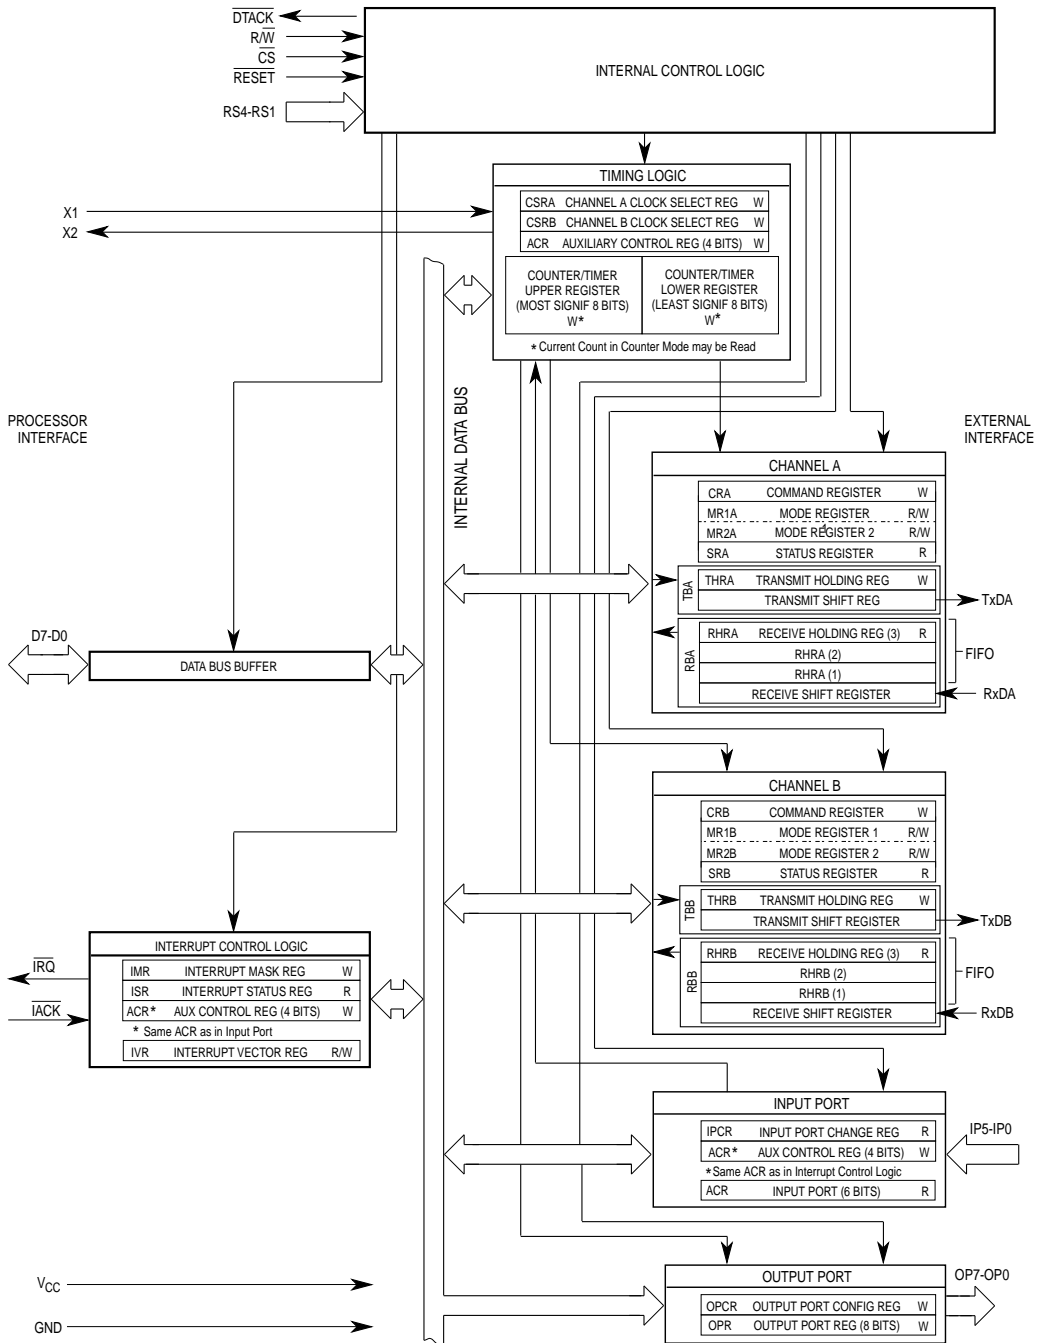 DTACK
R/W
CS
RESET
RS4-RS1
INTERNAL CONTROL LOGIC
X1
X2
TIMING LOGIC
CSRA CHANNEL A CLOCK SELECT REG W
CSRB CHANNEL B CLOCK SELECT REG W
ACR AUXILIARY CONTROL REG (4 BITS) W
COUNTER/TIMER
UPPER REGISTER
(MOST SIGNIF 8 BITS)
W*
COUNTER/TIMER
LOWER REGISTER
(LEAST SIGNIF 8 BITS)
W*
* Current Count in Counter Mode may be Read
INTERNAL DATA BUS
PROCESSOR
INTERFACE
EXTERNAL
INTERFACE
CHANNEL A
CRA COMMAND REGISTER W
MR1A MODE REGISTER R/W
MR2A MODE REGISTER 2 R/W
SRA STATUS REGISTER R
TBA
THRA TRANSMIT HOLDING REG W
TRANSMIT SHIFT REG
TxDA
RBA
RHRA RECEIVE HOLDING REG (3) R
RHRA (2)
RHRA (1)
RECEIVE SHIFT REGISTER
FIFO
RxDA
D7-D0
DATA BUS BUFFER
CHANNEL B
CRB COMMAND REGISTER W
MR1B MODE REGISTER 1 R/W
MR2B MODE REGISTER 2 R/W
SRB STATUS REGISTER R
TBB
THRB TRANSMIT HOLDING REG W
TRANSMIT SHIFT REGISTER
TxDB
RBB
RHRB RECEIVE HOLDING REG (3) R
RHRB (2)
RHRB (1)
RECEIVE SHIFT REGISTER
FIFO
RxDB
IRQ
IACK
INTERRUPT CONTROL LOGIC
IMR INTERRUPT MASK REG W
ISR INTERRUPT STATUS REG R
ACR* AUX CONTROL REG (4 BITS) W
* Same ACR as in Input Port
IVR INTERRUPT VECTOR REG R/W
INPUT PORT
IPCR INPUT PORT CHANGE REG R
ACR* AUX CONTROL REG (4 BITS) W
*Same ACR as in Interrupt Control Logic
ACR INPUT PORT (6 BITS) R
IP5-IP0
VCC
GND
OUTPUT PORT
OPCR OUTPUT PORT CONFIG REG W
OPR OUTPUT PORT REG (8 BITS) W
OP7-OP0